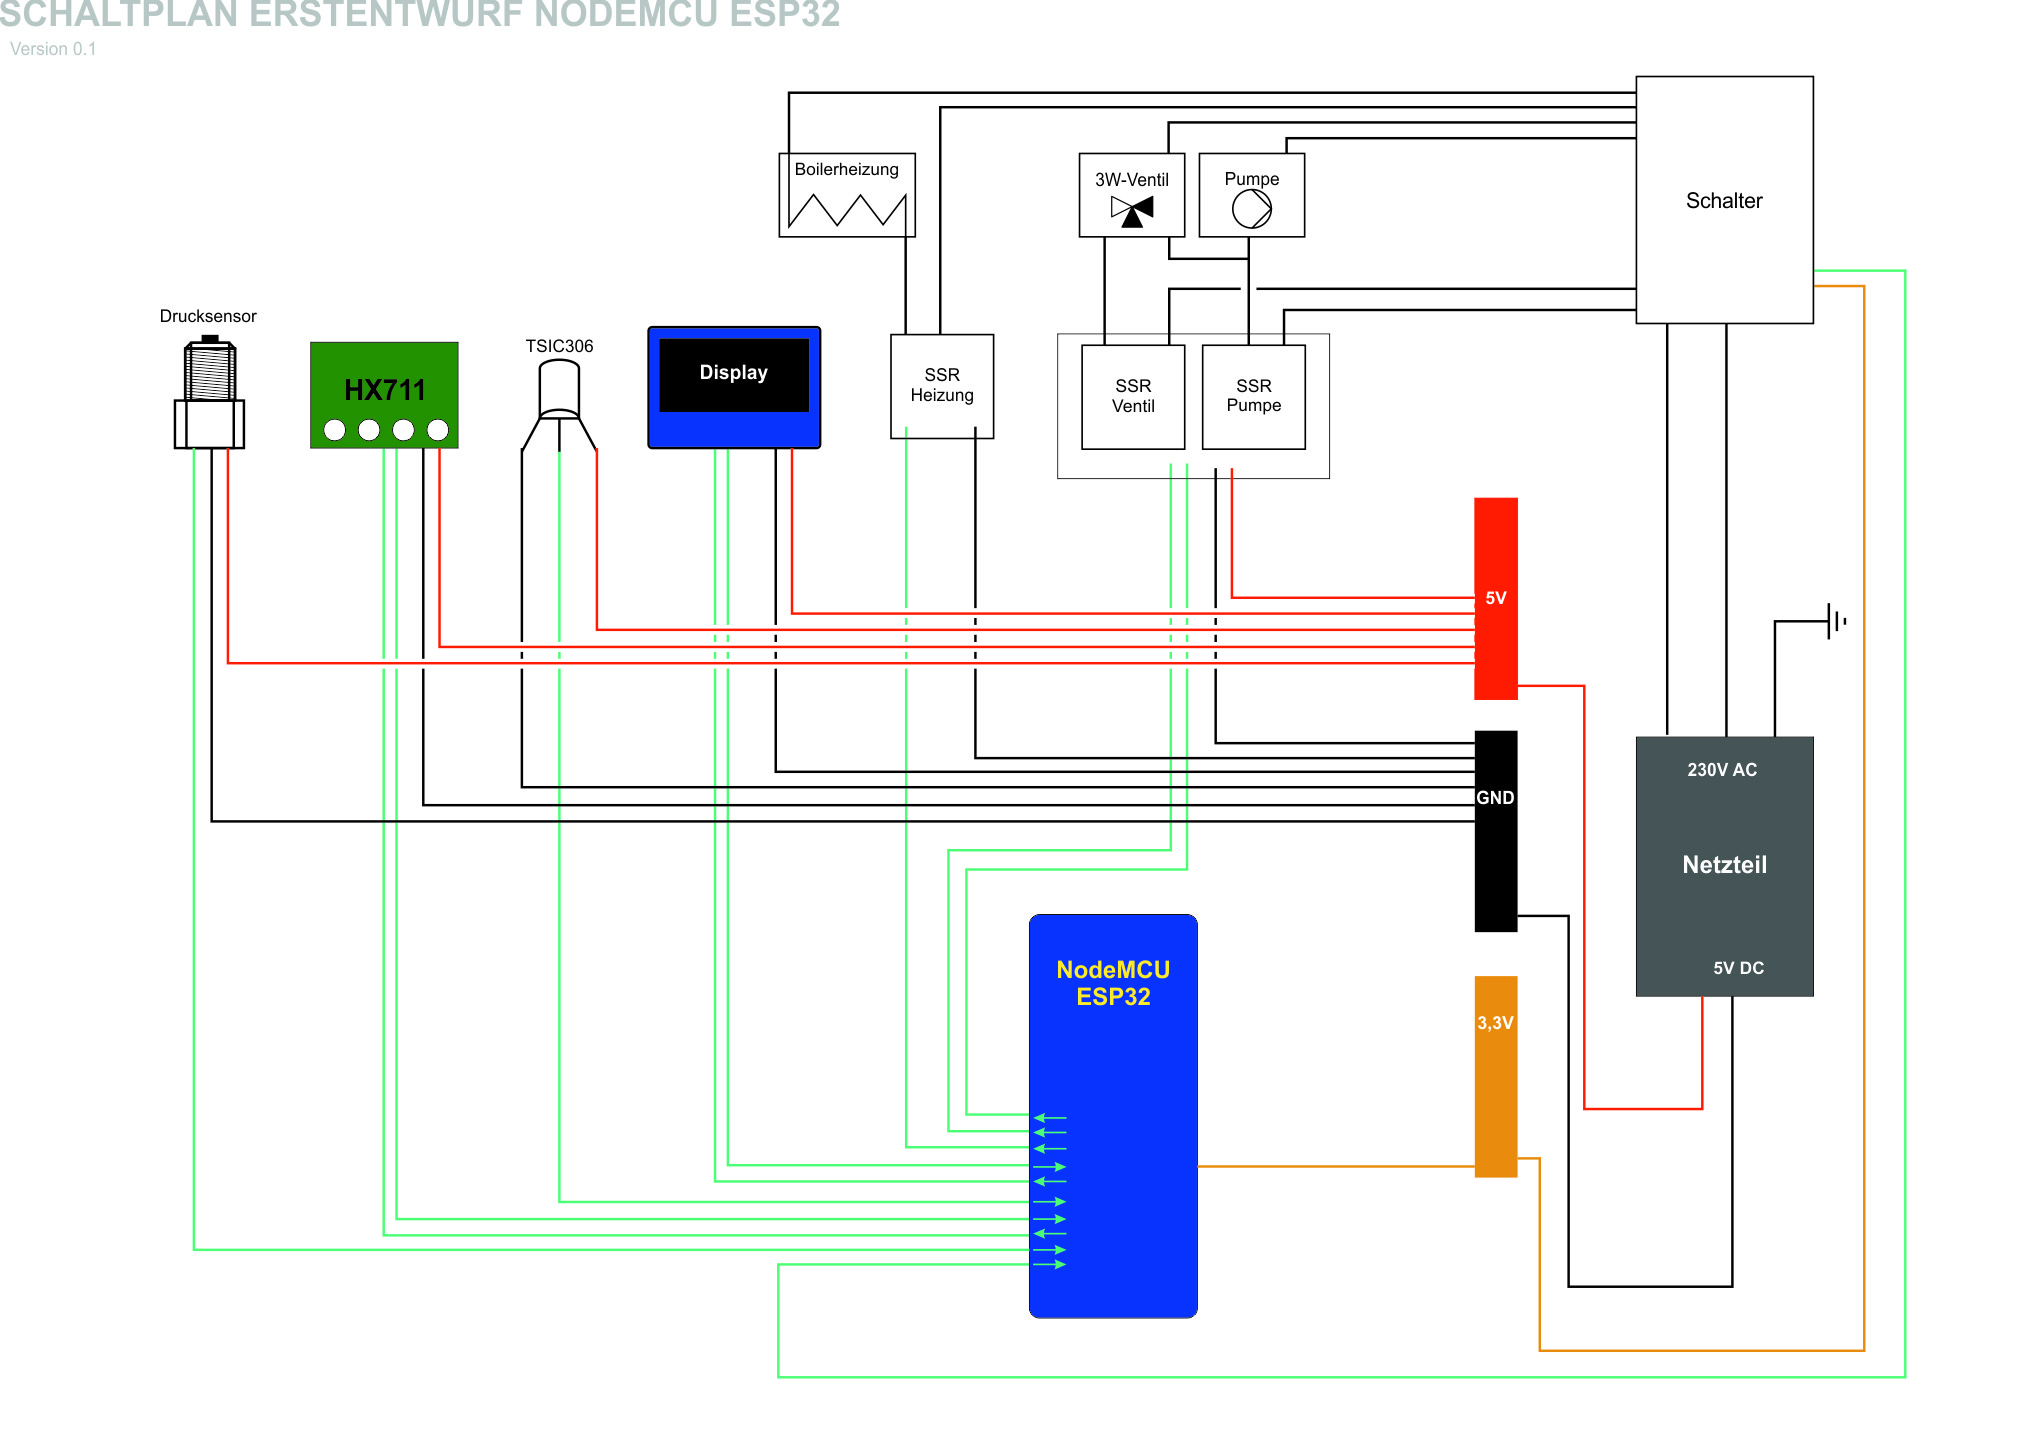 SCHALTPLAN ERSTENTWURF NODEMCU ESP32
Version 0.1
Boilerheizung
3W-Ventil
Pumpe
Schalter
Drucksensor
HX711
TSIC306
Display
SSR
Heizung
SSR
Ventil
SSR
Pumpe
5V
230V AC
GND
Netzteil
5V DC
NodeMCU
ESP32
3,3V